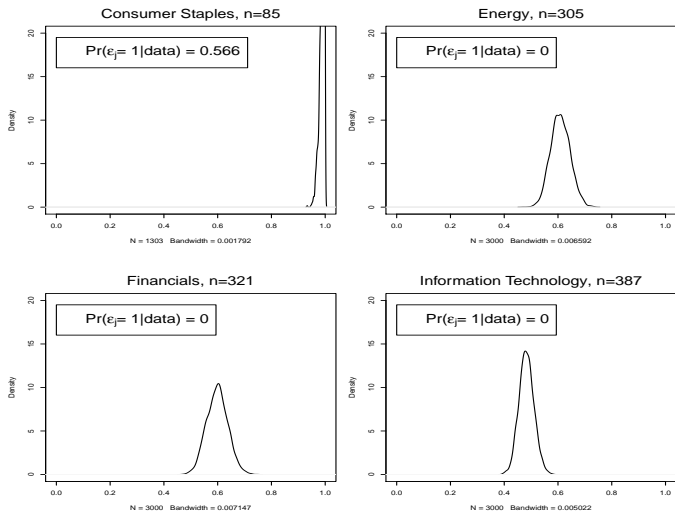 Consumer Staples, n=85
Pr(εj= 1|data) = 0.566
Density
0 5 10 15 20
0.0 0.2 0.4 0.6 0.8 1.0
N = 1303 Bandwidth = 0.001792
Energy, n=305
Pr(εj= 1|data) = 0
Density
0 5 10 15 20
0.0 0.2 0.4 0.6 0.8 1.0
N = 3000 Bandwidth = 0.006592
Financials, n=321
Pr(εj= 1|data) = 0
Density
0 5 10 15 20
0.0 0.2 0.4 0.6 0.8 1.0
N = 3000 Bandwidth = 0.007147
Information Technology, n=387
Pr(εj= 1|data) = 0
Density
0 5 10 15 20
0.0 0.2 0.4 0.6 0.8 1.0
N = 3000 Bandwidth = 0.005022